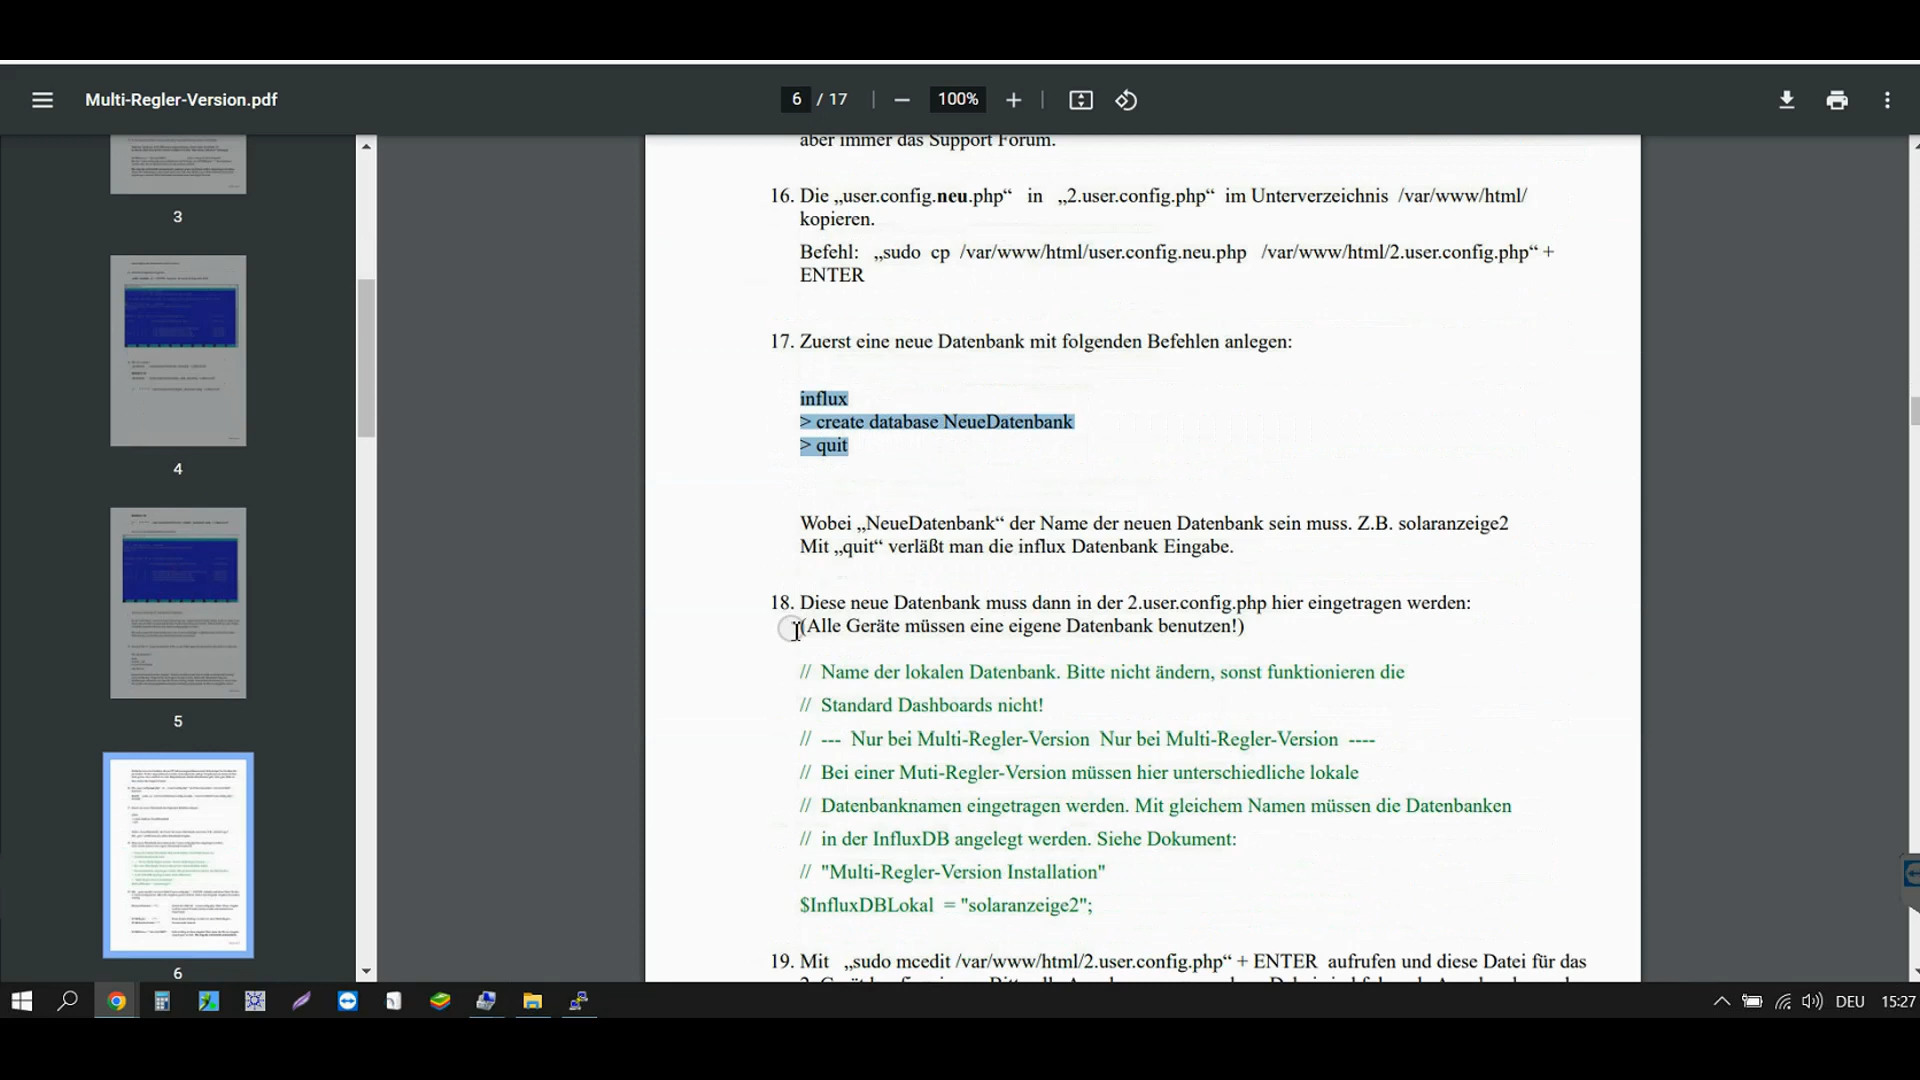 Multi-Regler-Version.pdf
6 / 17
100%
3
4
5
6
aber immer das Support Forum.
16. Die „user.config.neu.php“ in „2.user.config.php“ im Unterverzeichnis /var/www/html/
kopieren.
Befehl: „sudo cp /var/www/html/user.config.neu.php /var/www/html/2.user.config.php“ +
ENTER
17. Zuerst eine neue Datenbank mit folgenden Befehlen anlegen:
influx
> create database NeueDatenbank
> quit
Wobei „NeueDatenbank“ der Name der neuen Datenbank sein muss. Z.B. solaranzeige2
Mit „quit“ verläßt man die influx Datenbank Eingabe.
18. Diese neue Datenbank muss dann in der 2.user.config.php hier eingetragen werden:
(Alle Geräte müssen eine eigene Datenbank benutzen!)
// Name der lokalen Datenbank. Bitte nicht ändern, sonst funktionieren die
// Standard Dashboards nicht!
// --- Nur bei Multi-Regler-Version Nur bei Multi-Regler-Version ----
// Bei einer Muti-Regler-Version müssen hier unterschiedliche lokale
// Datenbanknamen eingetragen werden. Mit gleichem Namen müssen die Datenbanken
// in der InfluxDB angelegt werden. Siehe Dokument:
// "Multi-Regler-Version Installation"
$InfluxDBLokal = "solaranzeige2";
19. Mit „sudo mcedit /var/www/html/2.user.config.php“ + ENTER aufrufen und diese Datei für das
DEU
15:27